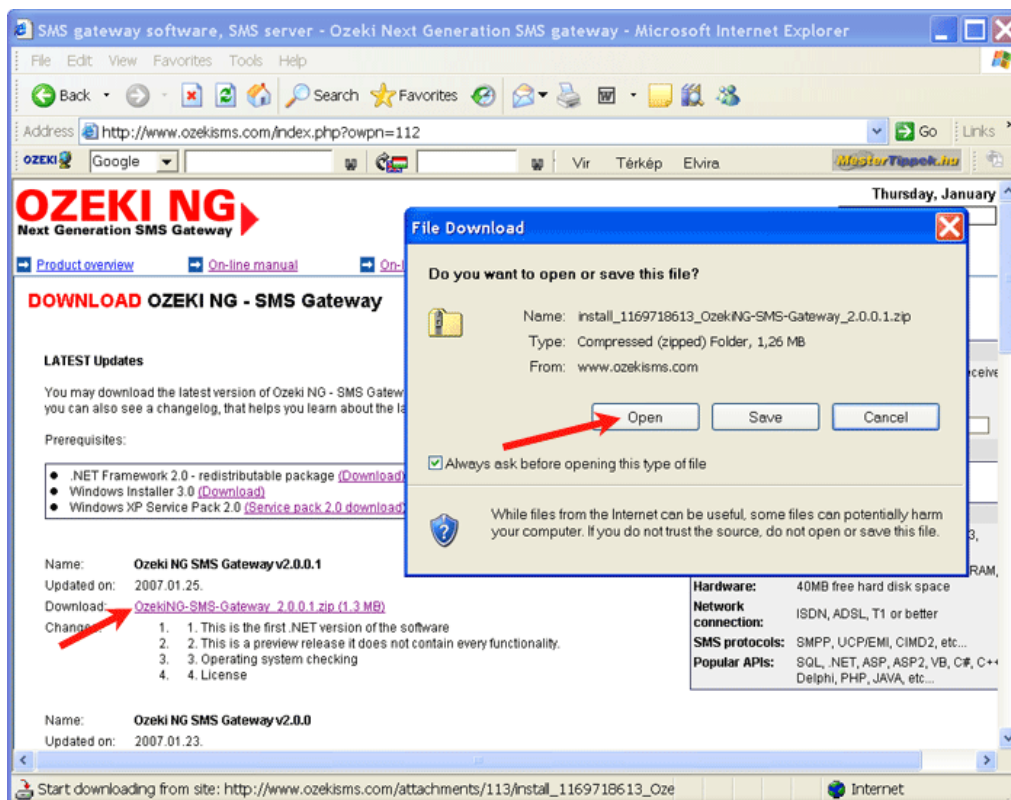 SMS gateway software, SMS server - Ozeki Next Generation SMS gateway - Microsoft Internet Explorer
File Edit View Favorites Tools Help
Back Search Favorites
Address http://www.ozekisms.com/index.php?owpn=112 Go Links
OZEKI Google Vir Térkép Elvira MesterTippek.hu
OZEKI NG
Next Generation SMS Gateway
Thursday, January
Product overview On-line manual On-l
DOWNLOAD OZEKI NG - SMS Gateway
LATEST Updates
You may download the latest version of Ozeki NG - SMS Gatew
you can also see a changelog, that helps you learn about the la
Prerequisites:
.NET Framework 2.0 - redistributable package (Download)
Windows Installer 3.0 (Download)
Windows XP Service Pack 2.0 (Service pack 2.0 download)
Name: Ozeki NG SMS Gateway v2.0.0.1
Updated on: 2007.01.25.
Download: OzekiNG-SMS-Gateway_2.0.0.1.zip (1.3 MB)
1. 1. This is the first .NET version of the software
2. 2. This is a preview release it does not contain every functionality.
3. 3. Operating system checking
4. 4. License
Name: Ozeki NG SMS Gateway v2.0.0
Updated on: 2007.01.23.
File Download
Do you want to open or save this file?
Name: install_1169718613_OzekiNG-SMS-Gateway_2.0.0.1.zip
Type: Compressed (zipped) Folder, 1,26 MB
From: www.ozekisms.com
Open Save Cancel
Always ask before opening this type of file
While files from the Internet can be useful, some files can potentially harm
your computer. If you do not trust the source, do not open or save this file.
ceive
3,
RAM,
Hardware: 40MB free hard disk space
Network
connection: ISDN, ADSL, T1 or better
SMS protocols: SMPP, UCP/EMI, CIMD2, etc...
Popular APIs: SQL, .NET, ASP, ASP2, VB, C#, C++
Delphi, PHP, JAVA, etc...
Start downloading from site: http://www.ozekisms.com/attachments/113/install_1169718613_Oze
Internet